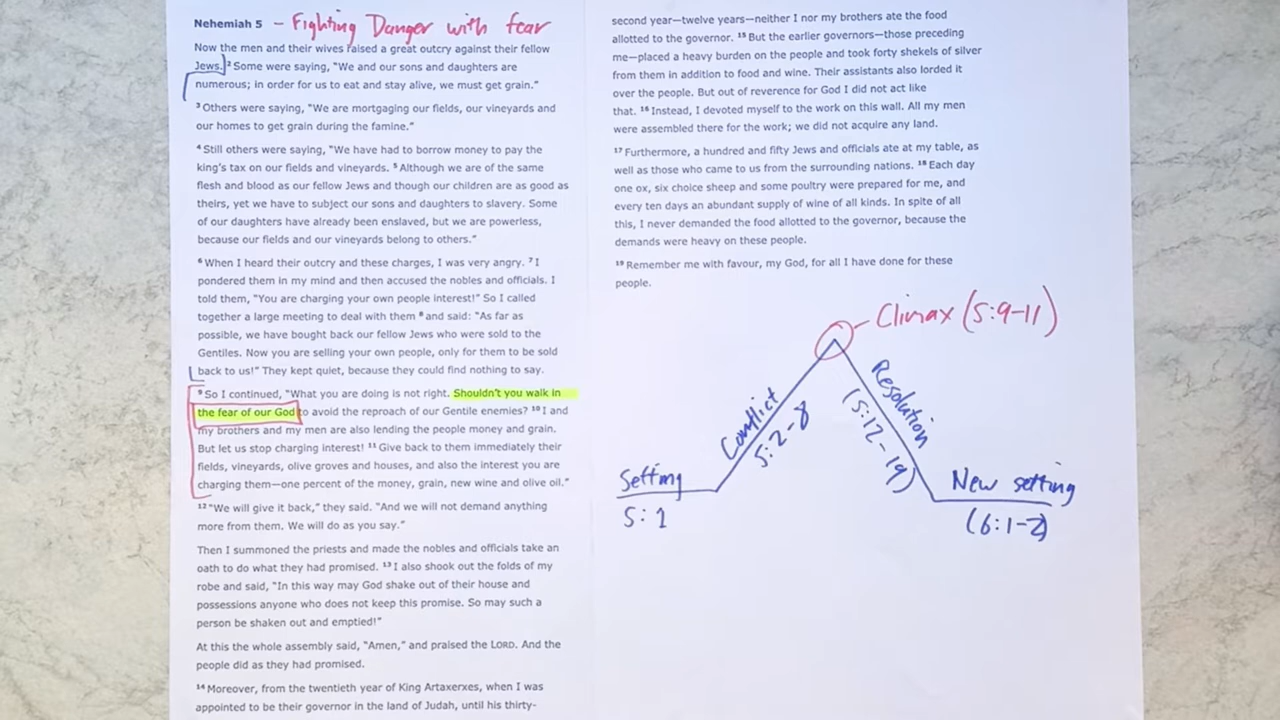 Nehemiah 5 - Fighting Danger with fear
Now the men and their wives raised a great outcry against their fellow
Jews. 2 Some were saying, “We and our sons and daughters are
numerous; in order for us to eat and stay alive, we must get grain.”
3 Others were saying, “We are mortgaging our fields, our vineyards and
our homes to get grain during the famine.”
4 Still others were saying, “We have had to borrow money to pay the
king’s tax on our fields and vineyards. 5 Although we are of the same
flesh and blood as our fellow Jews and though our children are as good as
theirs, yet we have to subject our sons and daughters to slavery. Some
of our daughters have already been enslaved, but we are powerless,
because our fields and our vineyards belong to others.”
6 When I heard their outcry and these charges, I was very angry. 7 I
pondered them in my mind and then accused the nobles and officials. I
told them, “You are charging your own people interest!” So I called
together a large meeting to deal with them 8 and said: “As far as
possible, we have bought back our fellow Jews who were sold to the
Gentiles. Now you are selling your own people, only for them to be sold
back to us!” They kept quiet, because they could find nothing to say.
9 So I continued, “What you are doing is not right. Shouldn’t you walk in
the fear of our God to avoid the reproach of our Gentile enemies? 10 I and
my brothers and my men are also lending the people money and grain.
But let us stop charging interest! 11 Give back to them immediately their
fields, vineyards, olive groves and houses, and also the interest you are
charging them—one percent of the money, grain, new wine and olive oil.”
12 “We will give it back,” they said. “And we will not demand anything
more from them. We will do as you say.”
Then I summoned the priests and made the nobles and officials take an
oath to do what they had promised. 13 I also shook out the folds of my
robe and said, “In this way may God shake out of their house and
possessions anyone who does not keep this promise. So may such a
person be shaken out and emptied!”
At this the whole assembly said, “Amen,” and praised the LORD. And the
people did as they had promised.
14 Moreover, from the twentieth year of King Artaxerxes, when I was
appointed to be their governor in the land of Judah, until his thirty-
second year—twelve years—neither I nor my brothers ate the food
allotted to the governor. 15 But the earlier governors—those preceding
me—placed a heavy burden on the people and took forty shekels of silver
from them in addition to food and wine. Their assistants also lorded it
over the people. But out of reverence for God I did not act like
that. 16 Instead, I devoted myself to the work on this wall. All my men
were assembled there for the work; we did not acquire any land.
17 Furthermore, a hundred and fifty Jews and officials ate at my table, as
well as those who came to us from the surrounding nations. 18 Each day
one ox, six choice sheep and some poultry were prepared for me, and
every ten days an abundant supply of wine of all kinds. In spite of all
this, I never demanded the food allotted to the governor, because the
demands were heavy on these people.
19 Remember me with favour, my God, for all I have done for these
people.
Climax (5:9-11)
Conflict
5:2-8
Resolution
(5:12-19)
Setting
5:1
New setting
(6:1-2)